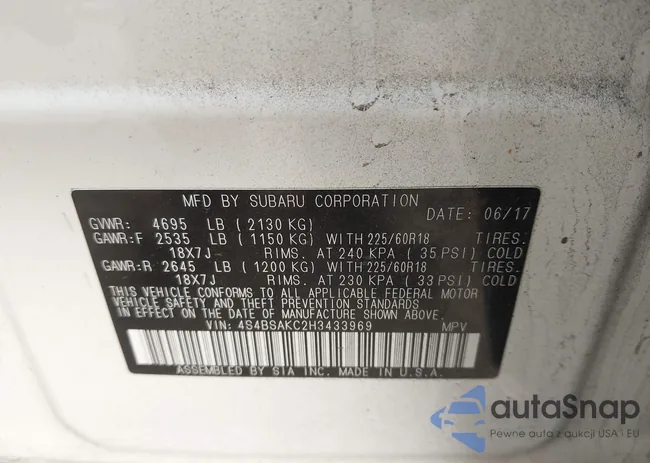 MFD BY SUBARU CORPORATION
DATE: 06/17
GVWR: 4695 LB ( 2130 KG)
GAWR:F 2535 LB ( 1150 KG) WITH 225/60R18 TIRES.
18X7J RIMS. AT 240 KPA ( 35 PSI) COLD
GAWR:R 2645 LB ( 1200 KG) WITH 225/60R18 TIRES.
18X7J RIMS. AT 230 KPA ( 33 PSI) COLD
THIS VEHICLE CONFORMS TO ALL APPLICABLE FEDERAL MOTOR
VEHICLE SAFETY AND THEFT PREVENTION STANDARDS
IN EFFECT ON THE DATE OF MANUFACTURE SHOWN ABOVE.
VIN: 4S4BSAKC2H3433969 MPV
ASSEMBLED BY SIA INC. MADE IN U.S.A.
autoSnap
Pewne auta z aukcji USA i EU